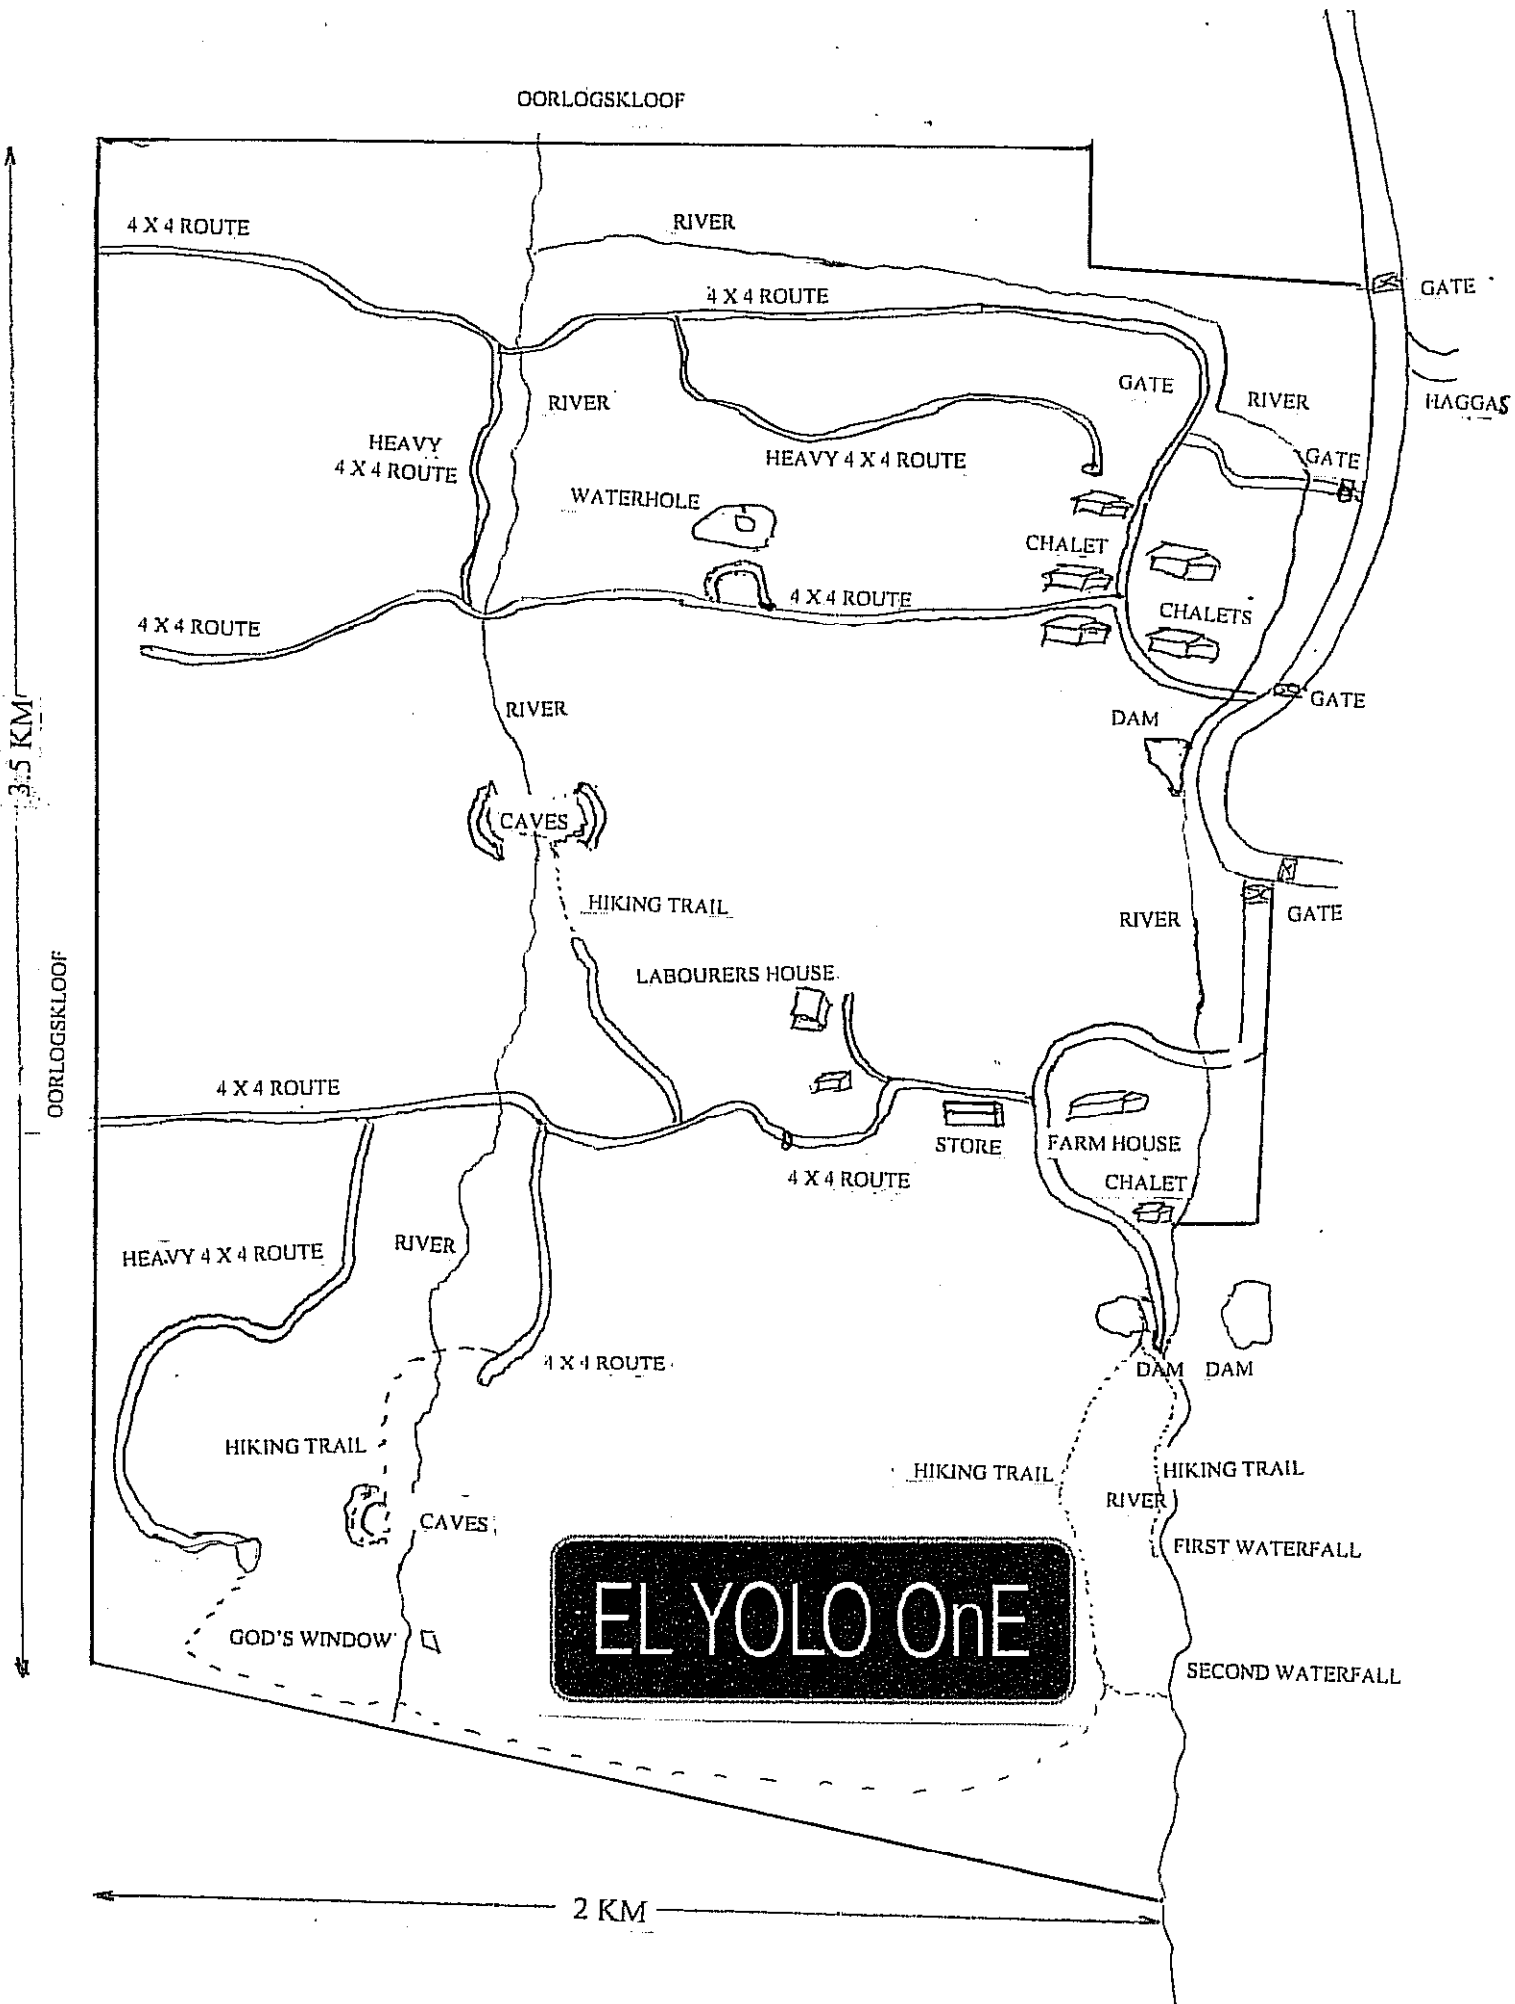 OORLOGSKLOOF
4 X 4 ROUTE
RIVER
GATE
4 X 4 ROUTE
GATE
RIVER
HAGGAS
RIVER
HEAVY
4 X 4 ROUTE
HEAVY 4 X 4 ROUTE
GATE
WATERHOLE
CHALET
4 X 4 ROUTE
CHALETS
4 X 4 ROUTE
RIVER
GATE
DAM
3.5 KM
CAVES
HIKING TRAIL
GATE
RIVER
LABOURERS HOUSE
OORLOGSKLOOF
4 X 4 ROUTE
STORE
FARM HOUSE
4 X 4 ROUTE
CHALET
HEAVY 4 X 4 ROUTE
RIVER
4 X 4 ROUTE
DAM
DAM
HIKING TRAIL
HIKING TRAIL
HIKING TRAIL
RIVER
CAVES
FIRST WATERFALL
EL YOLO OnE
GOD'S WINDOW
SECOND WATERFALL
2 KM